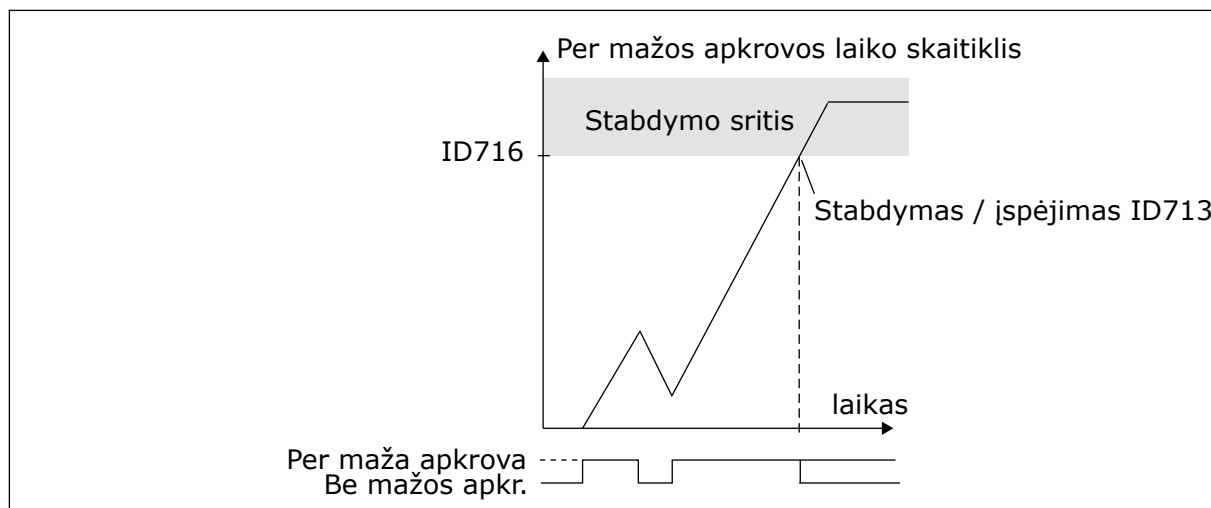 Per mažos apkrovos laiko skaitiklis
Stabdymo sritis
ID716
Stabdymas / įspėjimas ID713
laikas
Per maža apkrova
Be mažos apkr.